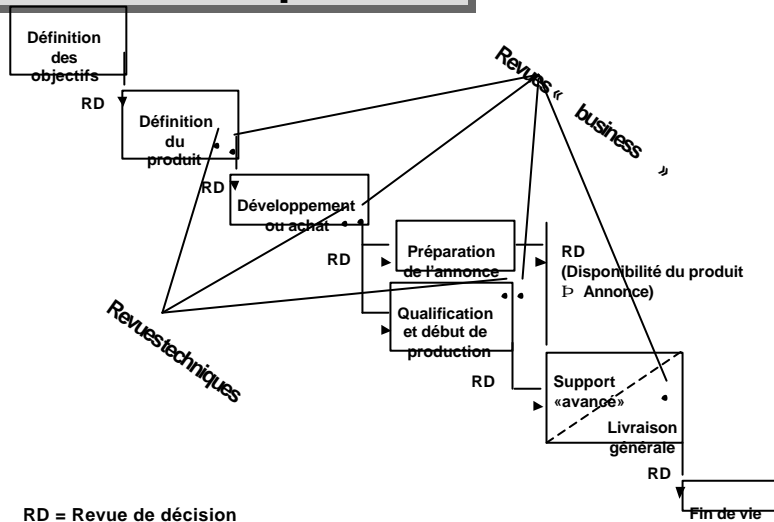 Définition
des
objectifs
RD
Définition
du
produit
Revues « business »
RD
Développement
ou achat
RD
Préparation
de l'annonce
RD
(Disponibilité du produit
Þ Annonce)
Qualification
et début de
production
Revues techniques
RD
Support
«avancé»
Livraison
générale
RD
Fin de vie
RD = Revue de décision